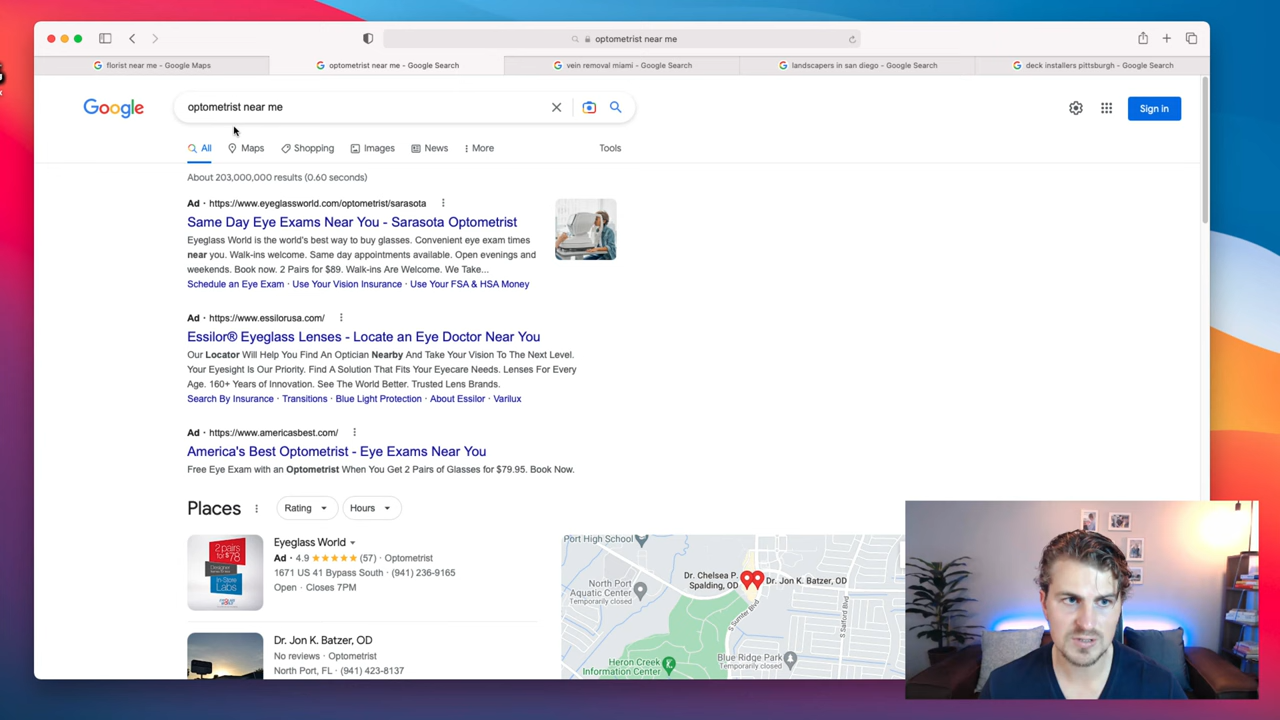 optometrist near me
florist near me - Google Maps
optometrist near me - Google Search
vein removal miami - Google Search
landscapers in san diego - Google Search
deck installers pittsburgh - Google Search
Google
optometrist near me
Sign in
All
Maps
Shopping
Images
News
More
Tools
About 203,000,000 results (0.60 seconds)
Ad · https://www.eyeglassworld.com/optometrist/sarasota
Same Day Eye Exams Near You - Sarasota Optometrist
Eyeglass World is the world's best way to buy glasses. Convenient eye exam times
near you. Walk-ins welcome. Same day appointments available. Open evenings and
weekends. Book now. 2 Pairs for $89. Walk-ins Are Welcome. We Take...
Schedule an Eye Exam · Use Your Vision Insurance · Use Your FSA & HSA Money
Ad · https://www.essilorusa.com/
Essilor® Eyeglass Lenses - Locate an Eye Doctor Near You
Our Locator Will Help You Find An Optician Nearby And Take Your Vision To The Next Level.
Your Eyesight Is Our Priority. Find A Solution That Fits Your Eyecare Needs. Lenses For Every
Age. 160+ Years of Innovation. See The World Better. Trusted Lens Brands.
Search By Insurance · Transitions · Blue Light Protection · About Essilor · Varilux
Ad · https://www.americasbest.com/
America's Best Optometrist - Eye Exams Near You
Free Eye Exam with an Optometrist When You Get 2 Pairs of Glasses for $79.95. Book Now.
Places
Rating
Hours
2 pairs
for $78
In-Store
Labs
Eyeglass World
Ad · 4.9 (57) · Optometrist
1671 US 41 Bypass South · (941) 236-9165
Open · Closes 7PM
Dr. Jon K. Batzer, OD
No reviews · Optometrist
North Port, FL · (941) 423-8137
Port High School
North Port
Aquatic Center
Temporarily closed
Dr. Chelsea P.
Spalding, OD
Dr. Jon K. Batzer, OD
S Sumter Blvd
S Salford Blvd
Heron Creek
Information Center
Blue Ridge Park
Temporarily closed